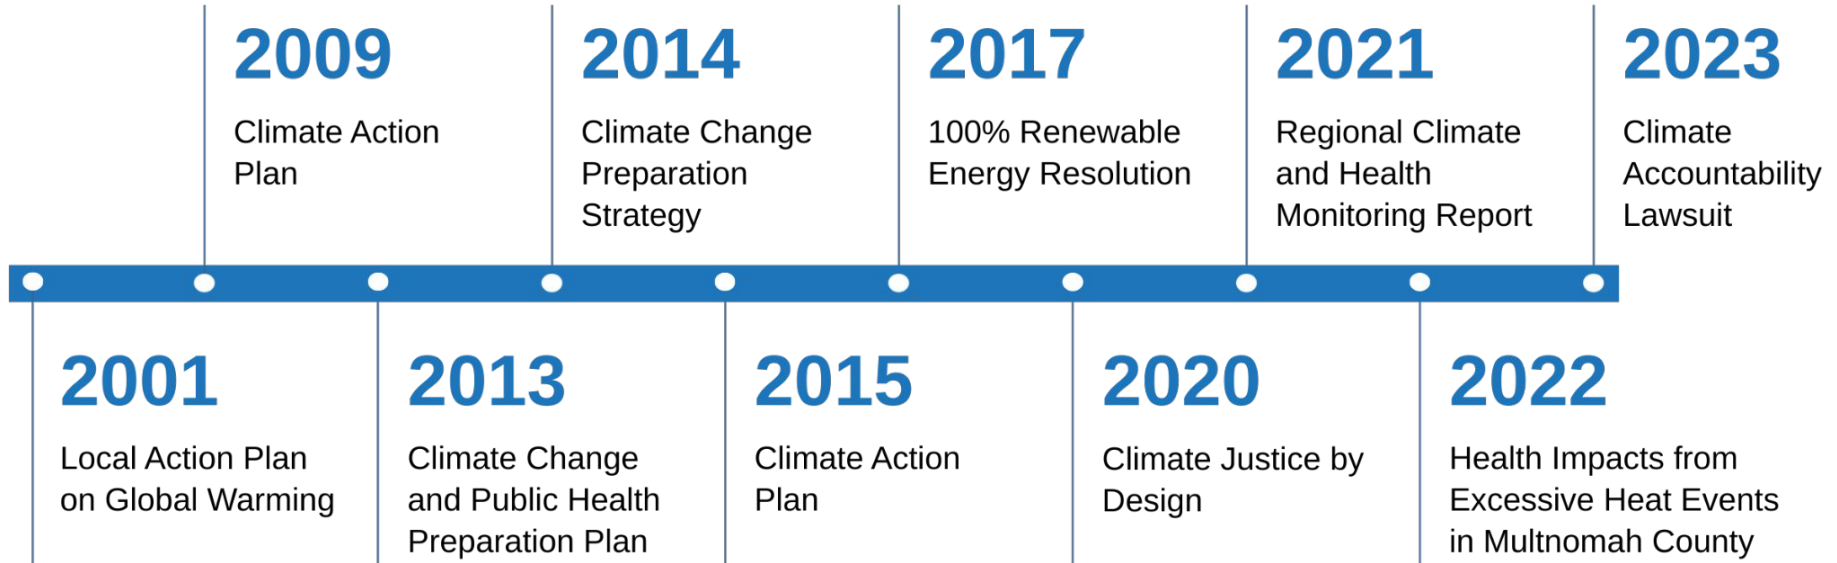 2009
Climate Action
Plan
2014
Climate Change
Preparation
Strategy
2017
100% Renewable
Energy Resolution
2021
Regional Climate
and Health
Monitoring Report
2023
Climate
Accountability
Lawsuit
2001
Local Action Plan
on Global Warming
2013
Climate Change
and Public Health
Preparation Plan
2015
Climate Action
Plan
2020
Climate Justice by
Design
2022
Health Impacts from
Excessive Heat Events
in Multnomah County